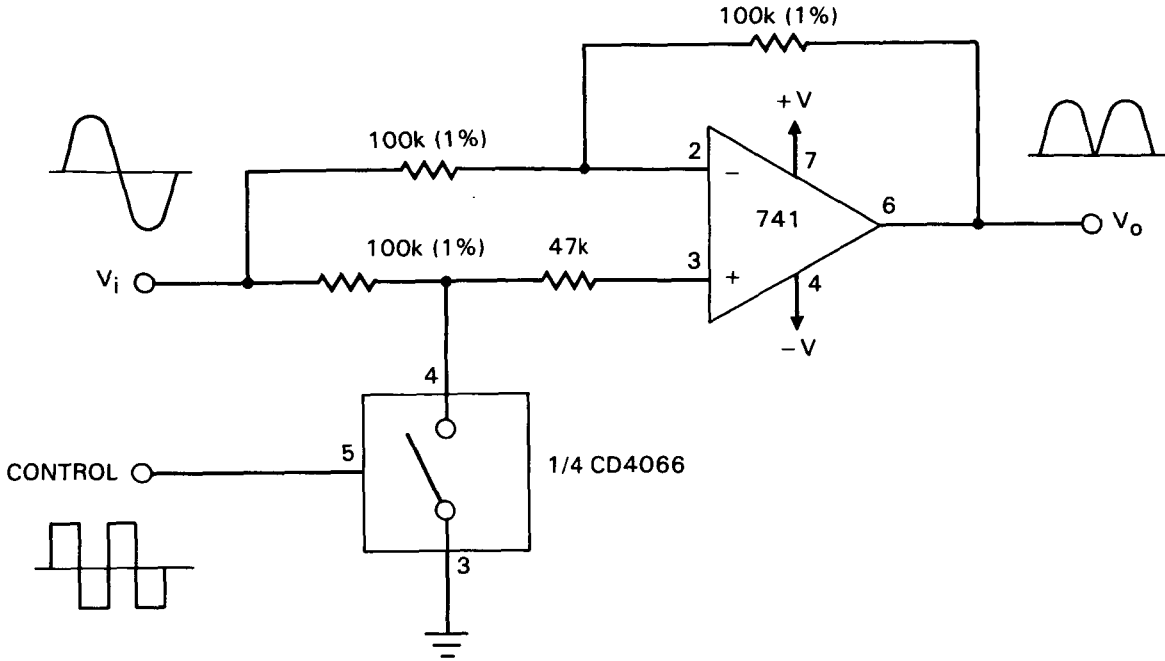 100k (1%)
+V
100k (1%)
2
7
−
741
6
Vo
100k (1%)
47k
3
+
4
Vi
−V
4
5
1/4 CD4066
CONTROL
3